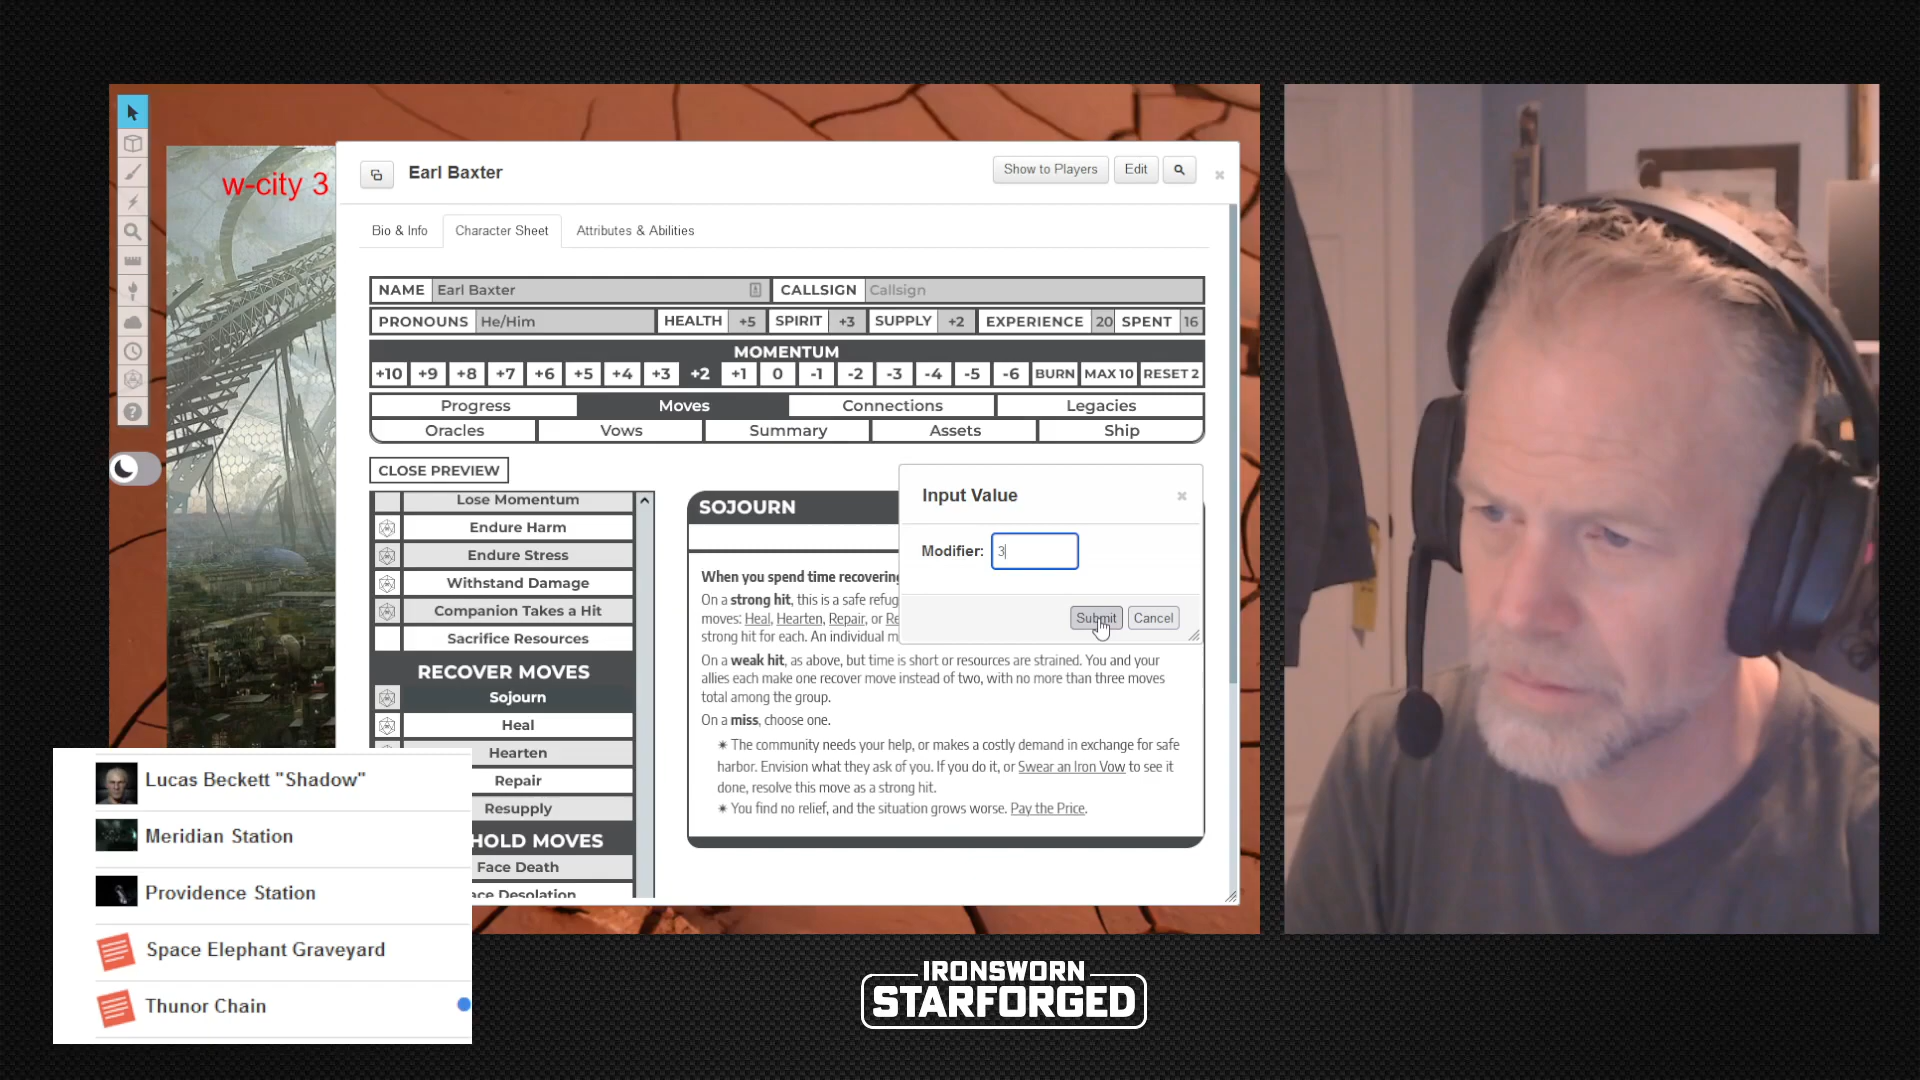 w-city 3
Earl Baxter
Show to Players
Edit
Bio & Info
Character Sheet
Attributes & Abilities
NAME Earl Baxter
CALLSIGN Callsign
PRONOUNS He/Him
HEALTH +5
SPIRIT +3
SUPPLY +2
EXPERIENCE 20
SPENT 16
MOMENTUM
+10 +9 +8 +7 +6 +5 +4 +3 +2 +1 0 -1 -2 -3 -4 -5 -6 BURN MAX 10 RESET 2
Progress Moves Connections Legacies
Oracles Vows Summary Assets Ship
CLOSE PREVIEW
Lose Momentum
Endure Harm
Endure Stress
Withstand Damage
Companion Takes a Hit
Sacrifice Resources
RECOVER MOVES
Sojourn
Heal
Hearten
Repair
Resupply
HOLD MOVES
Face Death
ace Desolation
SOJOURN
When you spend time recovering
On a strong hit, this is a safe refug
moves: Heal, Hearten, Repair, or Re
strong hit for each. An individual m
On a weak hit, as above, but time is short or resources are strained. You and your
allies each make one recover move instead of two, with no more than three moves
total among the group.
On a miss, choose one.
✷ The community needs your help, or makes a costly demand in exchange for safe
harbor. Envision what they ask of you. If you do it, or Swear an Iron Vow to see it
done, resolve this move as a strong hit.
✷ You find no relief, and the situation grows worse. Pay the Price.
Input Value
Modifier: 3
Submit
Cancel
Lucas Beckett "Shadow"
Meridian Station
Providence Station
Space Elephant Graveyard
Thunor Chain
IRONSWORN
STARFORGED